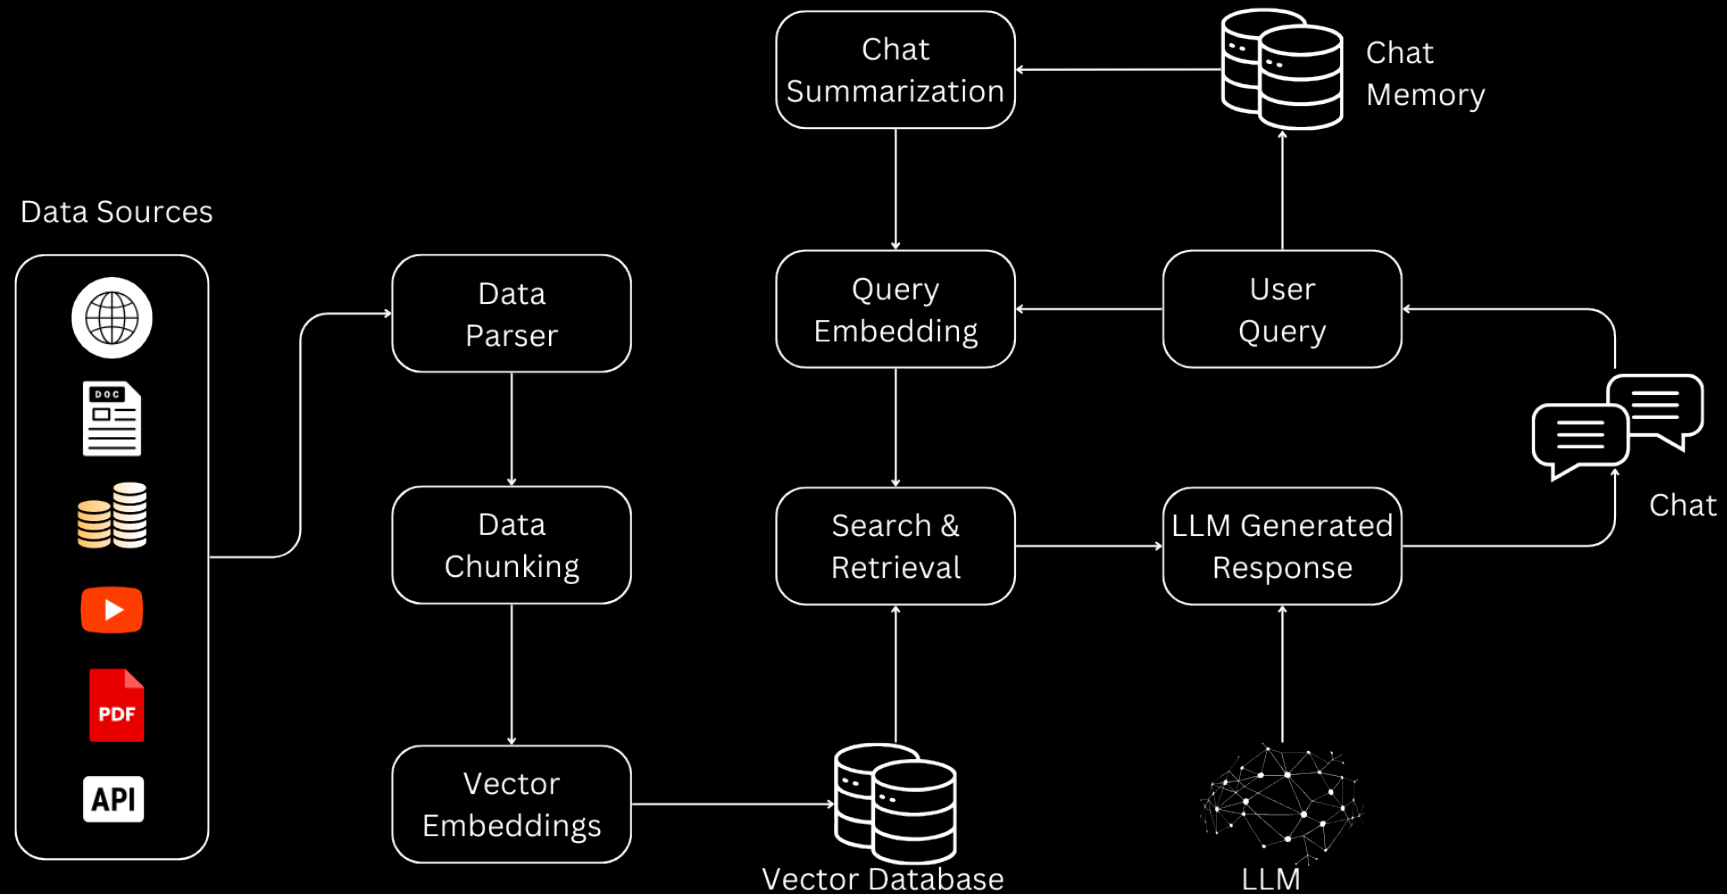 Data Sources
DOC
PDF
API
Data
Parser
Data
Chunking
Vector
Embeddings
Vector Database
Chat
Summarization
Chat
Memory
Query
Embedding
User
Query
Search &
Retrieval
LLM Generated
Response
Chat
LLM